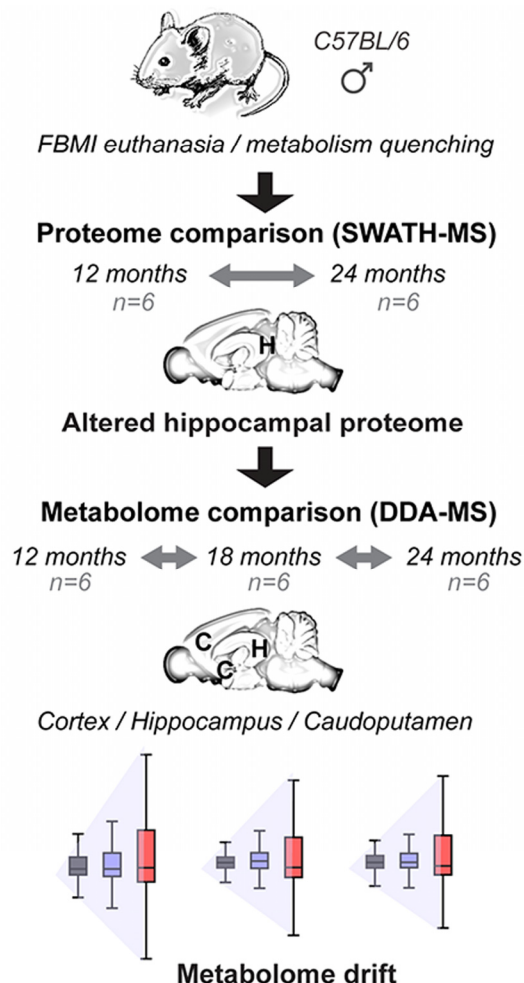 C57BL/6
♂
FBMI euthanasia / metabolism quenching
Proteome comparison (SWATH-MS)
12 months 24 months
n=6 n=6
H
Altered hippocampal proteome
Metabolome comparison (DDA-MS)
12 months 18 months 24 months
n=6 n=6 n=6
C H
C
Cortex / Hippocampus / Caudoputamen
Metabolome drift